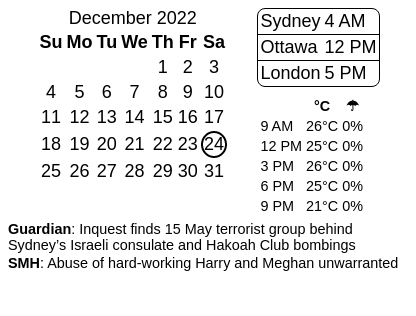 December 2022
Su Mo Tu We Th Fr Sa
1 2 3
4 5 6 7 8 9 10
11 12 13 14 15 16 17
18 19 20 21 22 23 24
25 26 27 28 29 30 31
Sydney 4 AM
Ottawa 12 PM
London 5 PM
°C ☂
9 AM 26°C 0%
12 PM 25°C 0%
3 PM 26°C 0%
6 PM 25°C 0%
9 PM 21°C 0%
Guardian: Inquest finds 15 May terrorist group behind
Sydney’s Israeli consulate and Hakoah Club bombings
SMH: Abuse of hard-working Harry and Meghan unwarranted